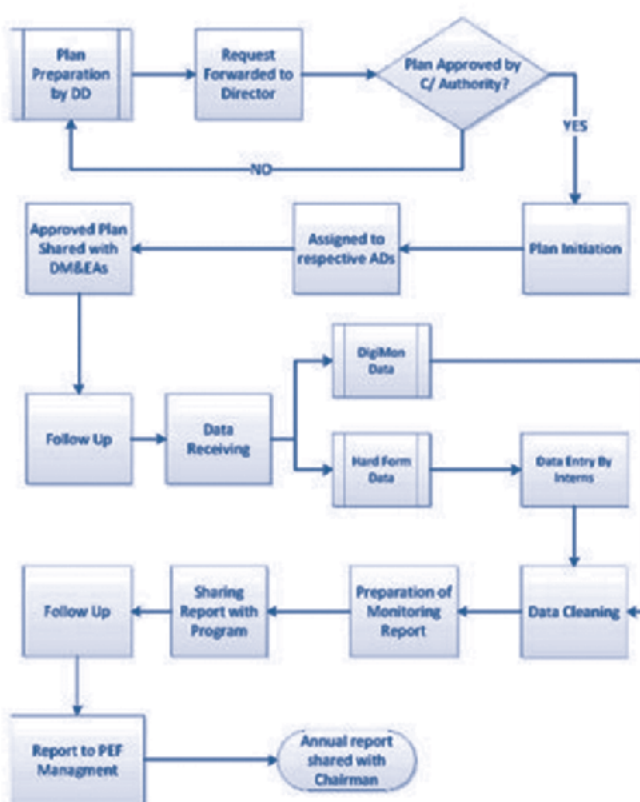 Plan
Preparation
by DD
Request
Forwarded to
Director
Plan Approved by
C/ Authority?
YES
NO
Approved Plan
Shared with
DM&EAs
Assigned to
respective ADs
Plan Initiation
DigiMon
Data
Follow Up
Data
Receiving
Hard Form
Data
Data Entry By
Interns
Follow Up
Sharing
Report with
Program
Preparation of
Monitoring
Report
Data Cleaning
Report to PEF
Managment
Annual report
shared with
Chairman